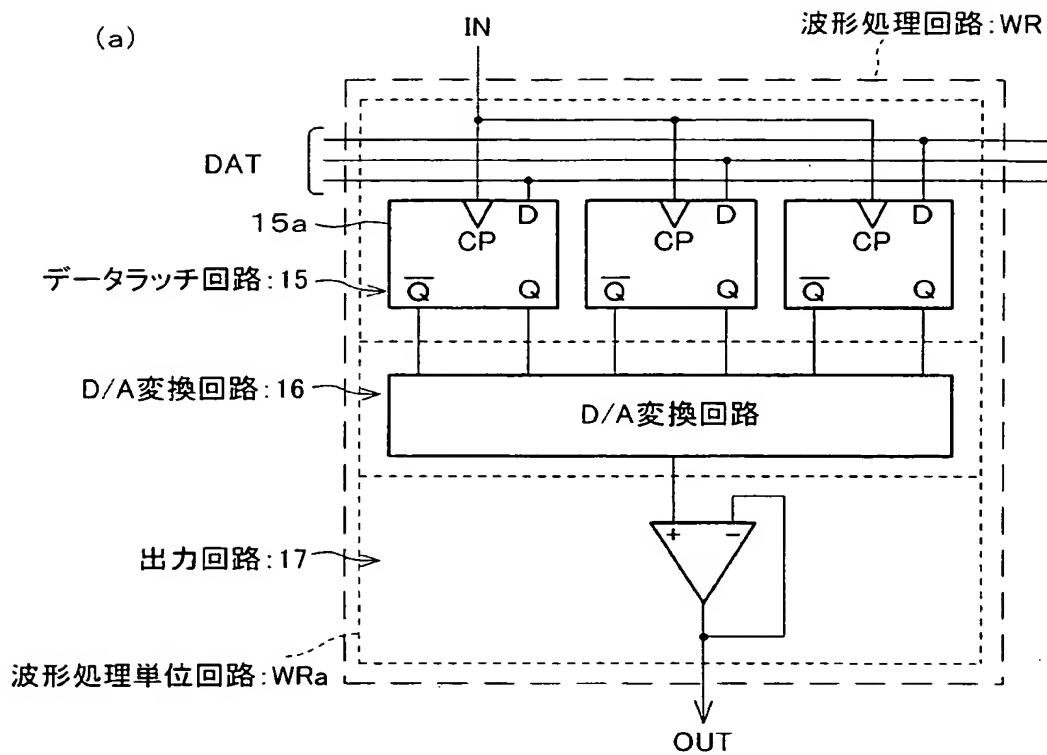 (a)
IN
波形処理回路:WR
DAT
D D D
15a
CP CP CP
データラッチ回路:15
Q Q Q Q Q Q
D/A変換回路:16
D/A変換回路
+ −
出力回路:17
波形処理単位回路:WRa
OUT